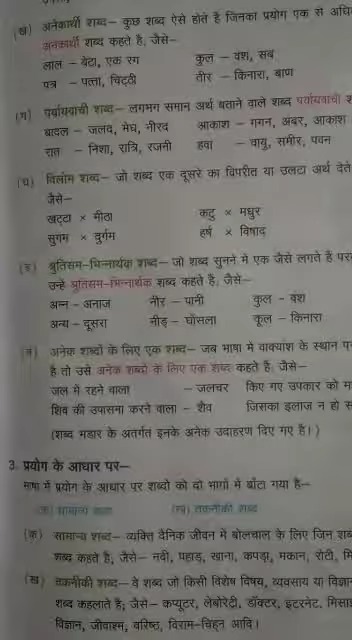 (ख) अनेकार्थी शब्द– कुछ शब्द ऐसे होते हैं जिनका प्रयोग एक से अधि
अनेकार्थी शब्द कहते हैं; जैसे–
लाल – बेटा, एक रंग कुल – वंश, सब
पत्र – पत्ता, चिट्ठी तीर – किनारा, बाण
(ग) पर्यायवाची शब्द– लगभग समान अर्थ बताने वाले शब्द पर्यायवाची श
बादल – जलद, मेघ, नीरद आकाश – गगन, अंबर, आकाश
रात – निशा, रात्रि, रजनी हवा – वायु, समीर, पवन
(घ) विलोम शब्द– जो शब्द एक दूसरे का विपरीत या उलटा अर्थ देते
जैसे–
खट्टा × मीठा कटु × मधुर
सुगम × दुर्गम हर्ष × विषाद
श्रुतिसम-भिन्नार्थक शब्द– जो शब्द सुनने में एक जैसे लगते हैं पर
उन्हें श्रुतिसम-भिन्नार्थक शब्द कहते हैं; जैसे–
अन्न – अनाज नीर – पानी कुल – वंश
अन्य – दूसरा नीड़ – घोंसला कूल – किनारा
अनेक शब्दों के लिए एक शब्द– जब भाषा में वाक्यांश के स्थान प
है तो उसे अनेक शब्दों के लिए एक शब्द कहते हैं; जैसे–
जल में रहने वाला – जलचर किए गए उपकार को म
शिव की उपासना करने वाला – शैव जिसका इलाज न हो स
(शब्द भंडार के अंतर्गत इनके अनेक उदाहरण दिए गए हैं।)
3. प्रयोग के आधार पर–
भाषा में प्रयोग के आधार पर शब्दों को दो भागों में बाँटा गया है–
(क) सामान्य शब्द (ख) तकनीकी शब्द
(क) सामान्य शब्द– व्यक्ति दैनिक जीवन में बोलचाल के लिए जिन शब
शब्द कहते हैं; जैसे– नदी, पहाड़, खाना, कपड़ा, मकान, रोटी, मि
(ख) तकनीकी शब्द– वे शब्द जो किसी विशेष विषय, व्यवसाय या विज्ञान
शब्द कहलाते हैं; जैसे– कंप्यूटर, लेबोरेट्री, डॉक्टर, इंटरनेट, मिसाइ
विज्ञान, जीवाश्म, वरिष्ठ, विराम-चिह्न आदि।